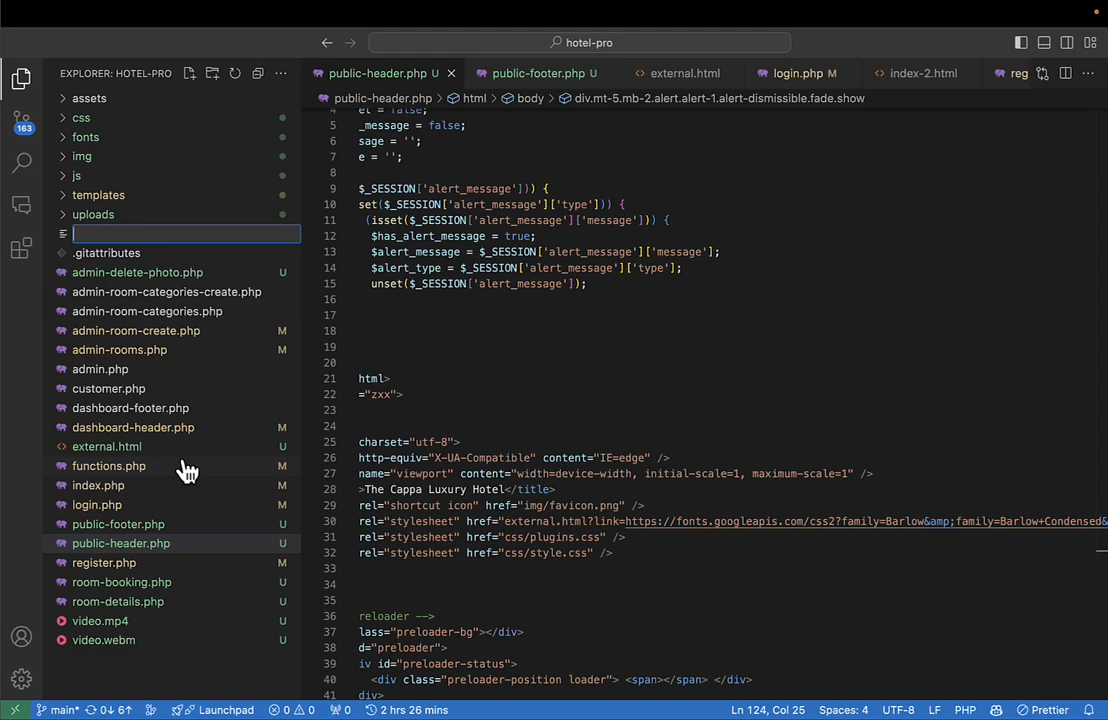 hotel-pro
EXPLORER: HOTEL-PRO
public-header.php U
public-footer.php U
external.html
login.php M
index-2.html
reg
public-header.php > html > body > div.mt-5.mb-2.alert.alert-1.alert-dismissible.fade.show
163
assets
css
fonts
img
js
templates
uploads
.gitattributes
admin-delete-photo.php U
admin-room-categories-create.php
admin-room-categories.php
admin-room-create.php M
admin-rooms.php M
admin.php
customer.php
dashboard-footer.php
dashboard-header.php M
external.html U
functions.php M
index.php M
login.php M
public-footer.php U
public-header.php U
register.php M
room-booking.php U
room-details.php U
video.mp4 U
video.webm U
4 et = false;
5 _message = false;
6 sage = '';
7 e = '';
8
9 $_SESSION['alert_message'])) {
10 set($_SESSION['alert_message']['type'])) {
11 (isset($_SESSION['alert_message']['message'])) {
12 $has_alert_message = true;
13 $alert_message = $_SESSION['alert_message']['message'];
14 $alert_type = $_SESSION['alert_message']['type'];
15 unset($_SESSION['alert_message']);
16
17
18
19
20
21 html>
22 ="zxx">
23
24
25 charset="utf-8">
26 http-equiv="X-UA-Compatible" content="IE=edge" />
27 name="viewport" content="width=device-width, initial-scale=1, maximum-scale=1" />
28 >The Cappa Luxury Hotel</title>
29 rel="shortcut icon" href="img/favicon.png" />
30 rel="stylesheet" href="external.html?link=https://fonts.googleapis.com/css2?family=Barlow&amp;family=Barlow+Condensed&
31 rel="stylesheet" href="css/plugins.css" />
32 rel="stylesheet" href="css/style.css" />
33
34
35
36 reloader -->
37 lass="preloader-bg"></div>
38 d="preloader">
39 iv id="preloader-status">
40 <div class="preloader-position loader"> <span></span> </div>
41 div>
main* 0↓ 6↑ Launchpad 0 0 0 2 hrs 26 mins Ln 124, Col 25 Spaces: 4 UTF-8 LF PHP Prettier